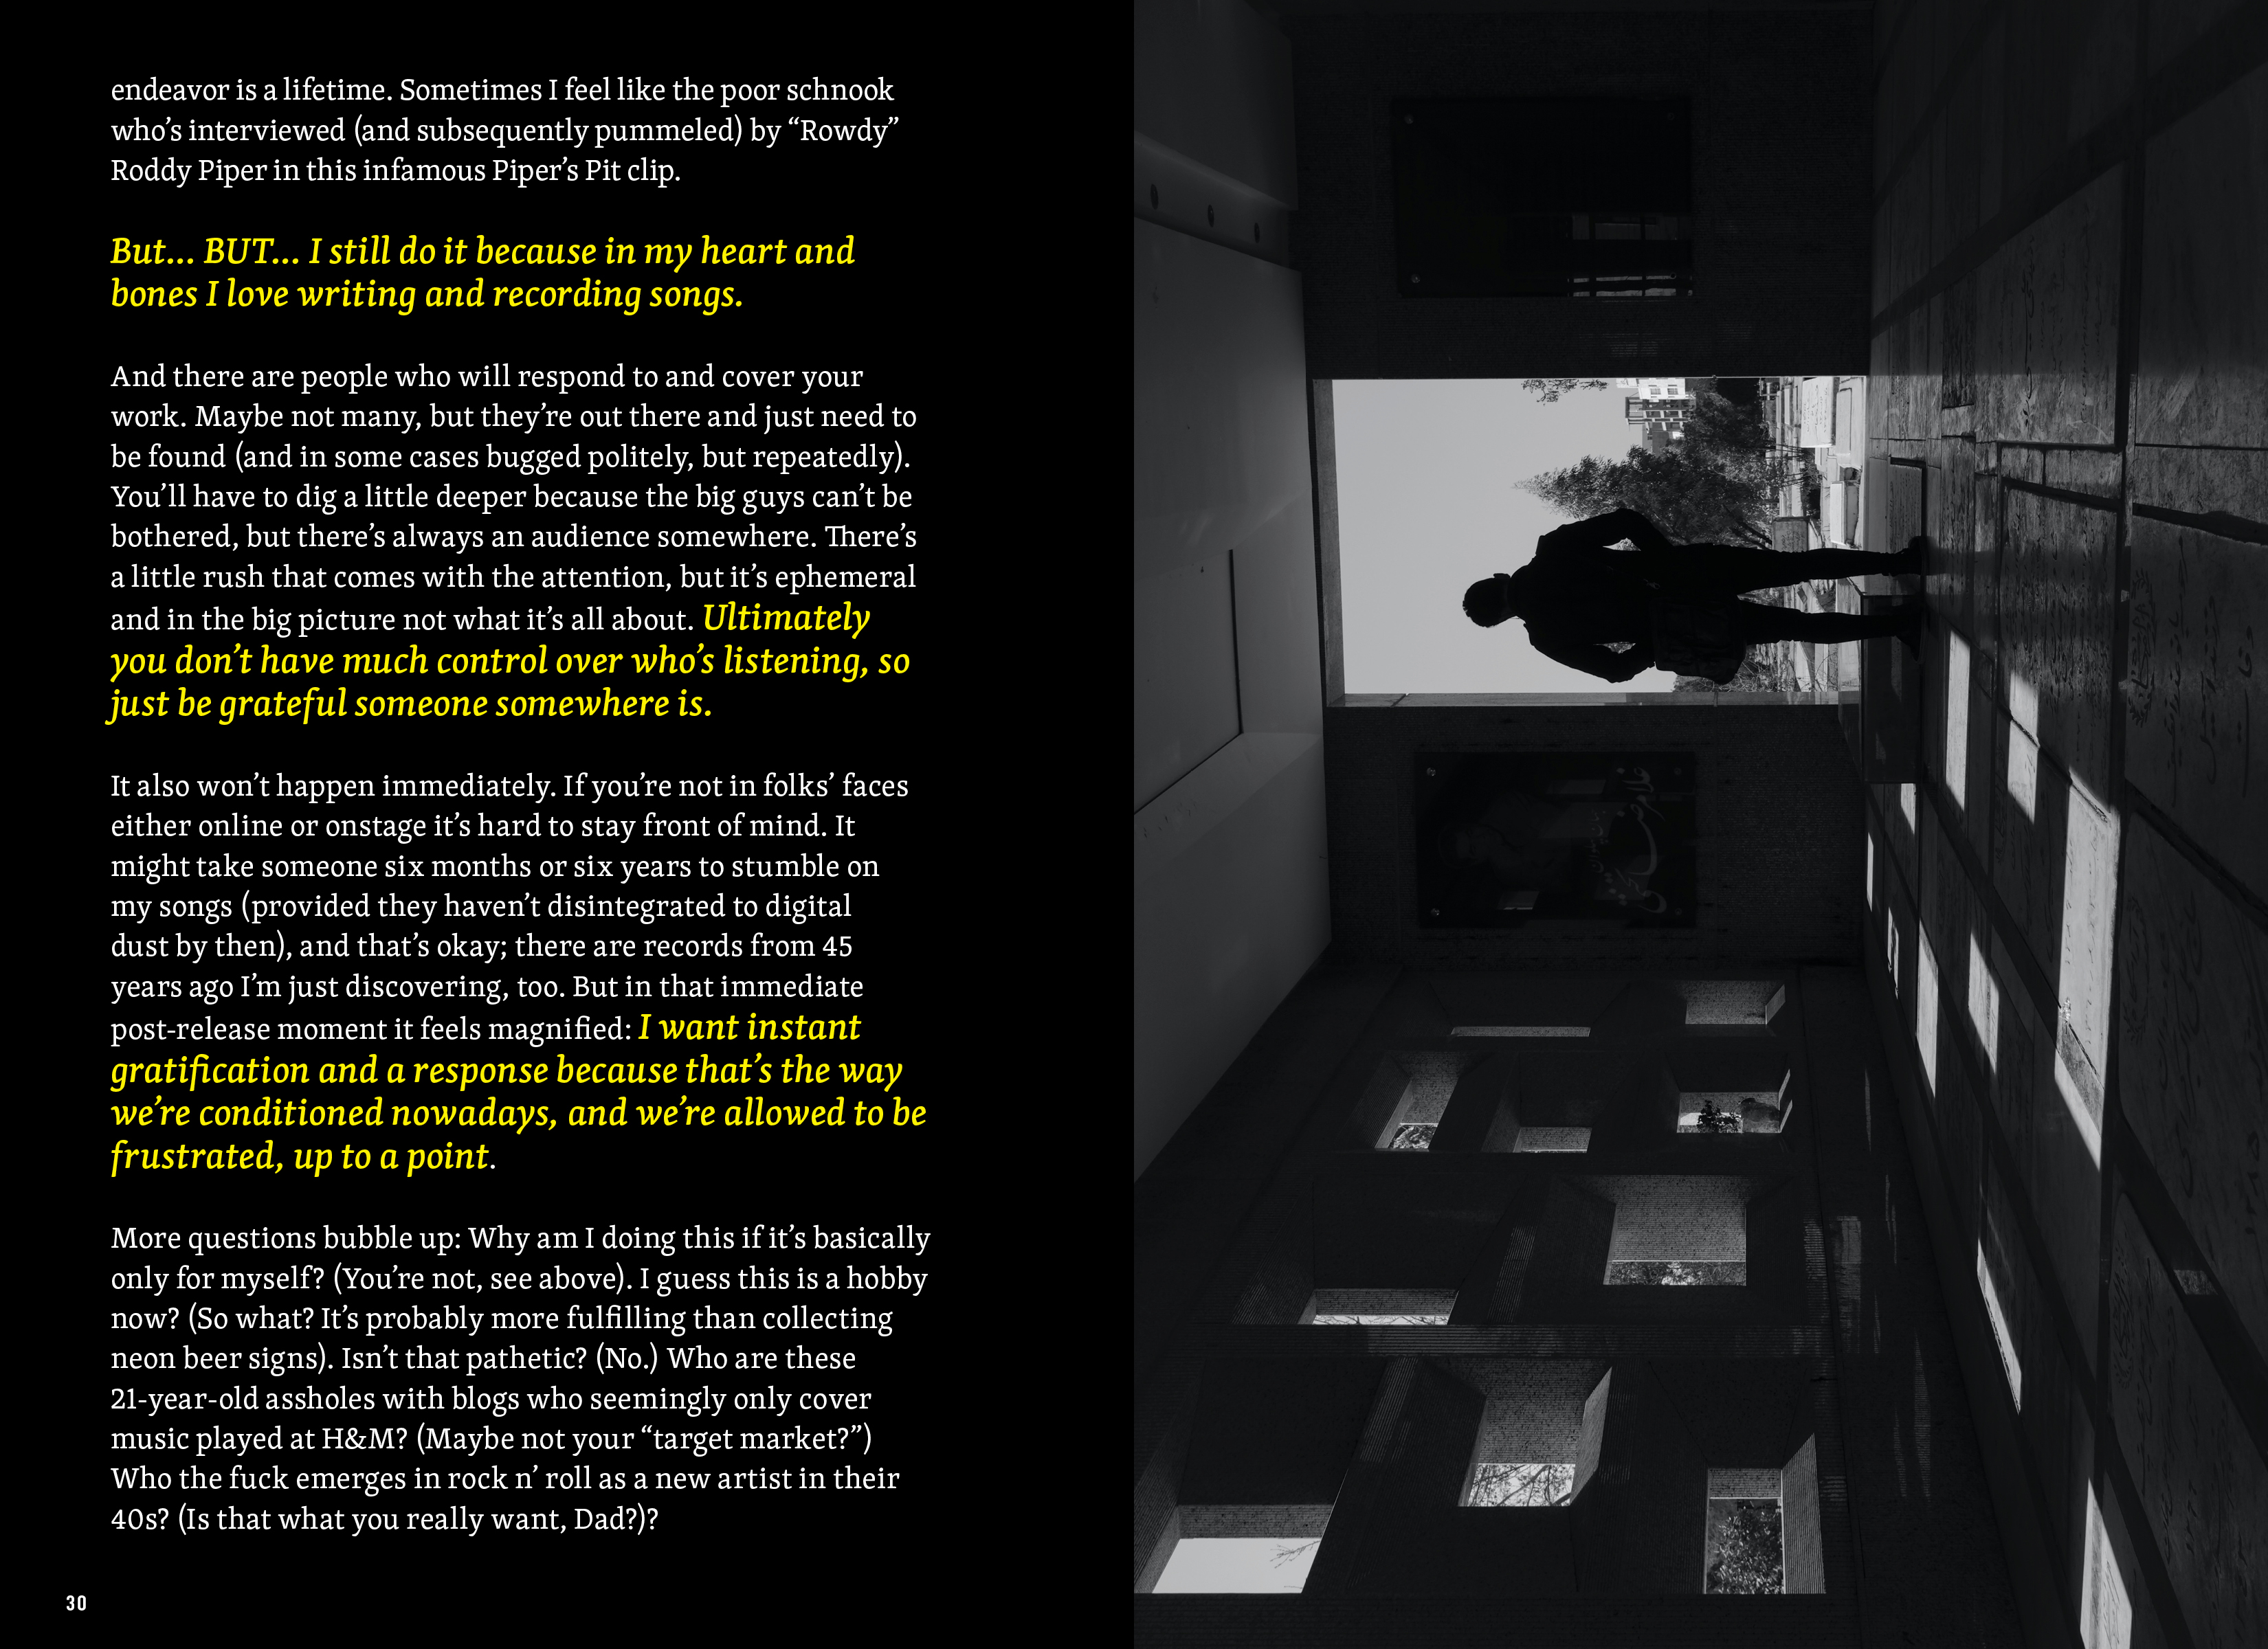 endeavor is a lifetime. Sometimes I feel like the poor schnook
who’s interviewed (and subsequently pummeled) by “Rowdy”
Roddy Piper in this infamous Piper’s Pit clip.
But... BUT... I still do it because in my heart and
bones I love writing and recording songs.
And there are people who will respond to and cover your
work. Maybe not many, but they’re out there and just need to
be found (and in some cases bugged politely, but repeatedly).
You’ll have to dig a little deeper because the big guys can’t be
bothered, but there’s always an audience somewhere. There’s
a little rush that comes with the attention, but it’s ephemeral
and in the big picture not what it’s all about. Ultimately
you don’t have much control over who’s listening, so
just be grateful someone somewhere is.
It also won’t happen immediately. If you’re not in folks’ faces
either online or onstage it’s hard to stay front of mind. It
might take someone six months or six years to stumble on
my songs (provided they haven’t disintegrated to digital
dust by then), and that’s okay; there are records from 45
years ago I’m just discovering, too. But in that immediate
post-release moment it feels magnified: I want instant
gratification and a response because that’s the way
we’re conditioned nowadays, and we’re allowed to be
frustrated, up to a point.
More questions bubble up: Why am I doing this if it’s basically
only for myself? (You’re not, see above). I guess this is a hobby
now? (So what? It’s probably more fulfilling than collecting
neon beer signs). Isn’t that pathetic? (No.) Who are these
21-year-old assholes with blogs who seemingly only cover
music played at H&M? (Maybe not your “target market?”)
Who the fuck emerges in rock n’ roll as a new artist in their
40s? (Is that what you really want, Dad?)?
30